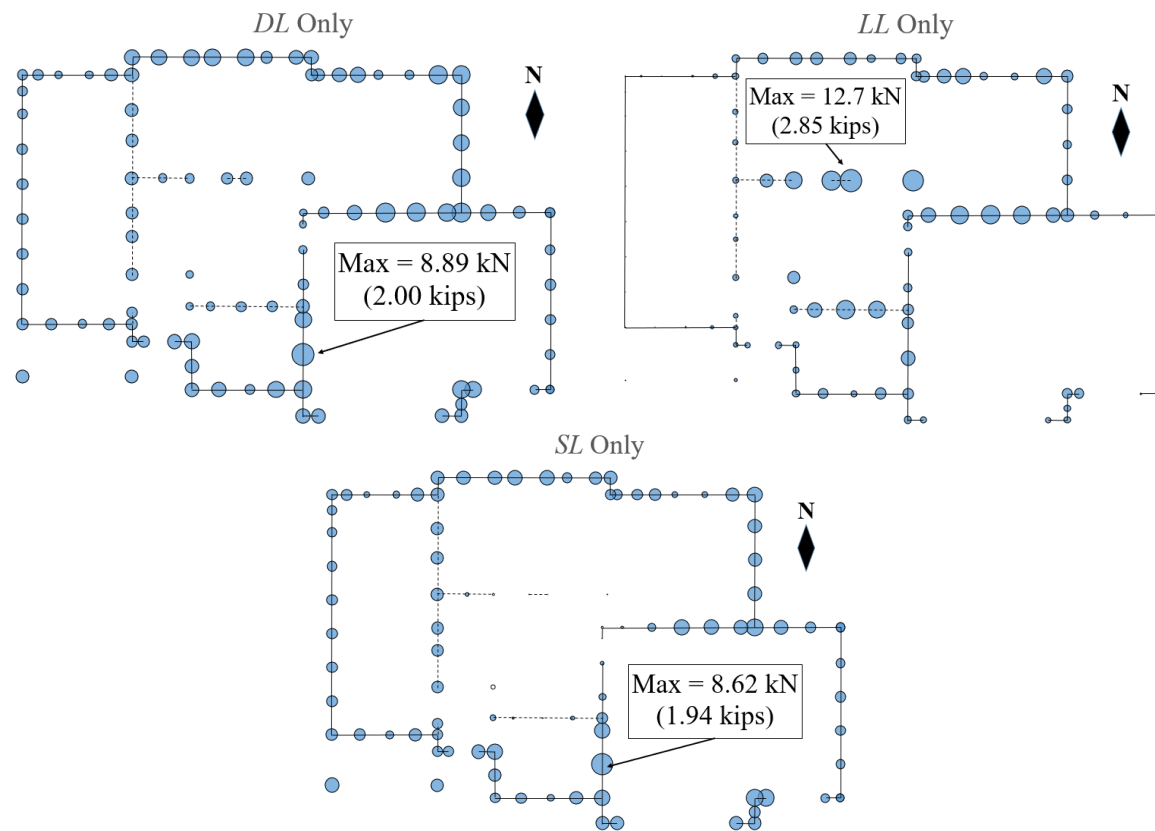 DL Only
LL Only
N
N
Max = 12.7 kN
(2.85 kips)
Max = 8.89 kN
(2.00 kips)
SL Only
N
Max = 8.62 kN
(1.94 kips)